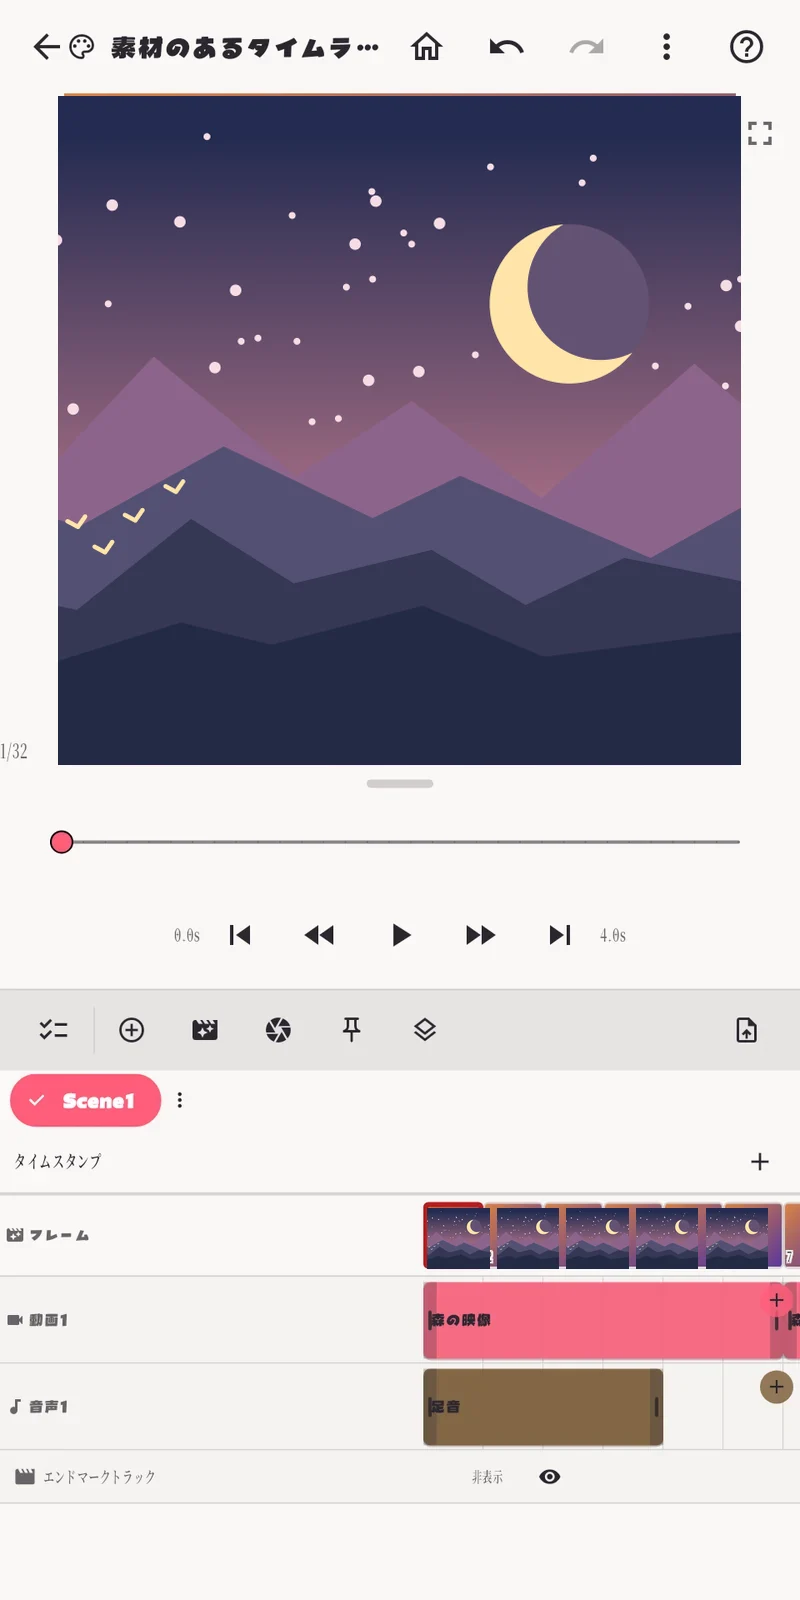 素材のあるタイムラ…
1/32
0.0s
4.0s
Scene1
タイムスタンプ
フレーム
7
動画1
森の映像
音声1
足音
エンドマークトラック
非表示